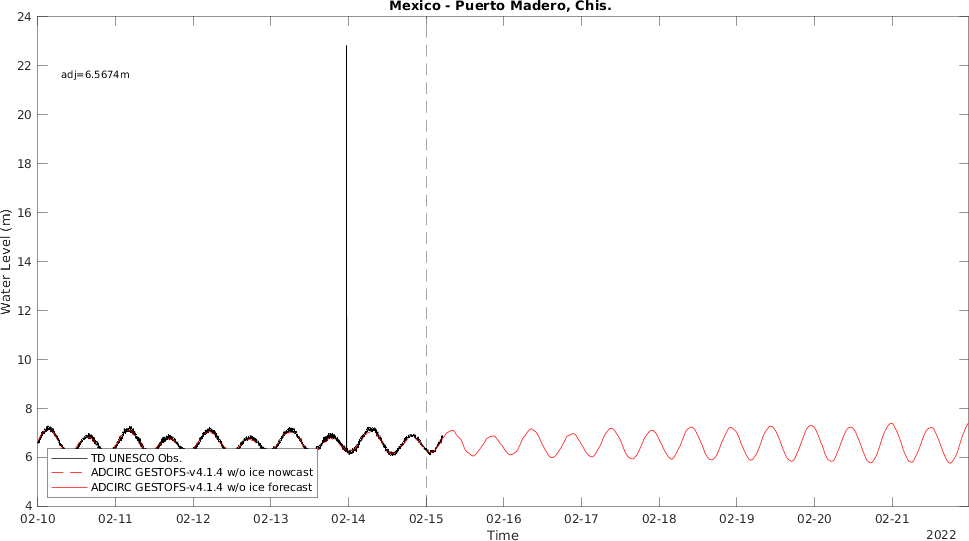 Mexico - Puerto Madero, Chis.
24
22
20
18
16
14
12
10
8
6
4
Water Level (m)
adj=6.5674m
TD UNESCO Obs.
ADCIRC GESTOFS-v4.1.4 w/o ice nowcast
ADCIRC GESTOFS-v4.1.4 w/o ice forecast
02-10 02-11 02-12 02-13 02-14 02-15 02-16 02-17 02-18 02-19 02-20 02-21
Time
2022